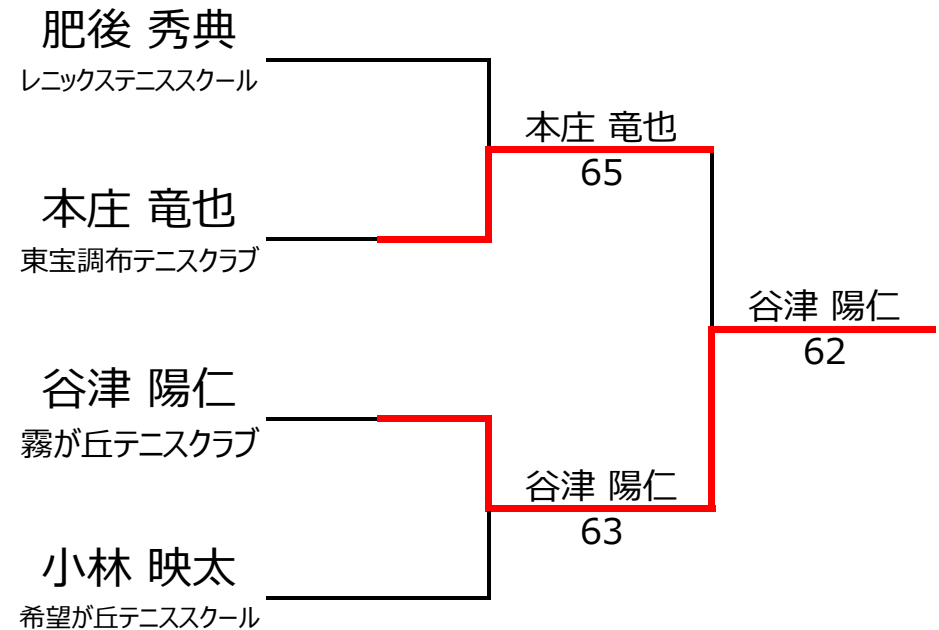 肥後 秀典
レニックステニススクール
本庄 竜也
65
本庄 竜也
東宝調布テニスクラブ
谷津 陽仁
62
谷津 陽仁
霧が丘テニスクラブ
谷津 陽仁
63
小林 映太
希望が丘テニススクール